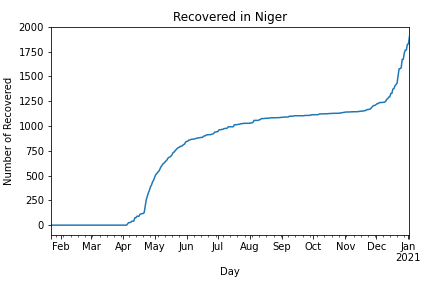 Recovered in Niger
Number of Recovered
2000
1750
1500
1250
1000
750
500
250
0
Feb Mar Apr May Jun Jul Aug Sep Oct Nov Dec Jan
2021
Day